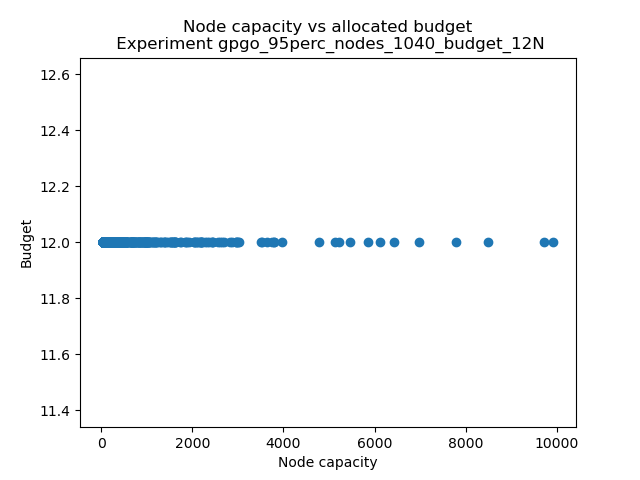 Node capacity vs allocated budget
Experiment gpgo_95perc_nodes_1040_budget_12N
12.6
12.4
12.2
12.0
11.8
11.6
11.4
Budget
0 2000 4000 6000 8000 10000
Node capacity